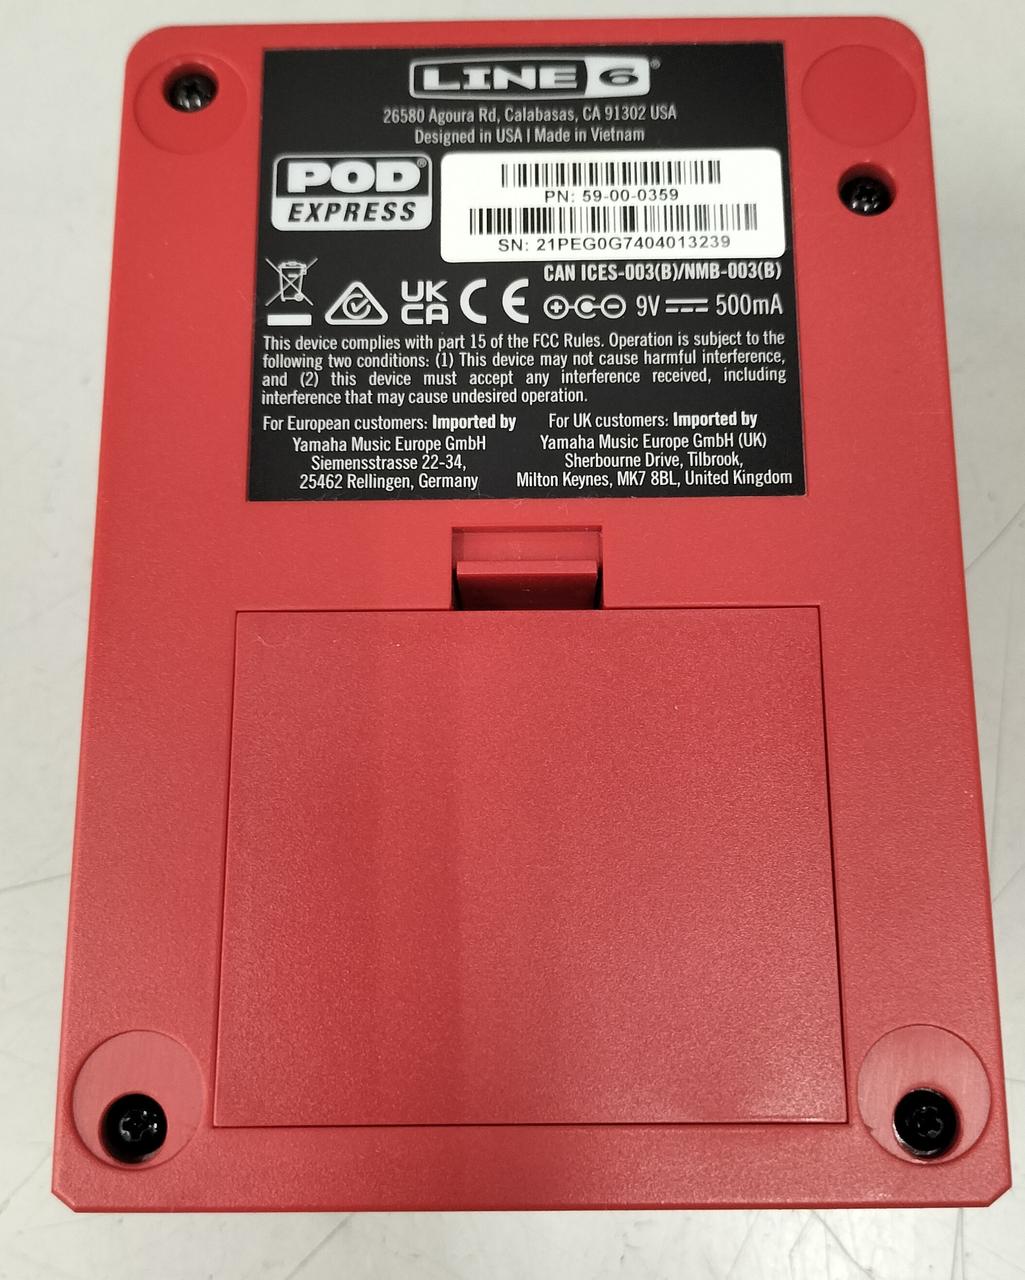 LINE 6®
26580 Agoura Rd, Calabasas, CA 91302 USA
Designed in USA | Made in Vietnam
POD®
EXPRESS
PN: 59-00-0359
SN: 21PEG0G7404013239
CAN ICES-003(B)/NMB-003(B)
UK
CA
CE
9V 500mA
This device complies with part 15 of the FCC Rules. Operation is subject to the
following two conditions: (1) This device may not cause harmful interference,
and (2) this device must accept any interference received, including
interference that may cause undesired operation.
For European customers: Imported by
Yamaha Music Europe GmbH
Siemensstrasse 22-34,
25462 Rellingen, Germany
For UK customers: Imported by
Yamaha Music Europe GmbH (UK)
Sherbourne Drive, Tilbrook,
Milton Keynes, MK7 8BL, United Kingdom